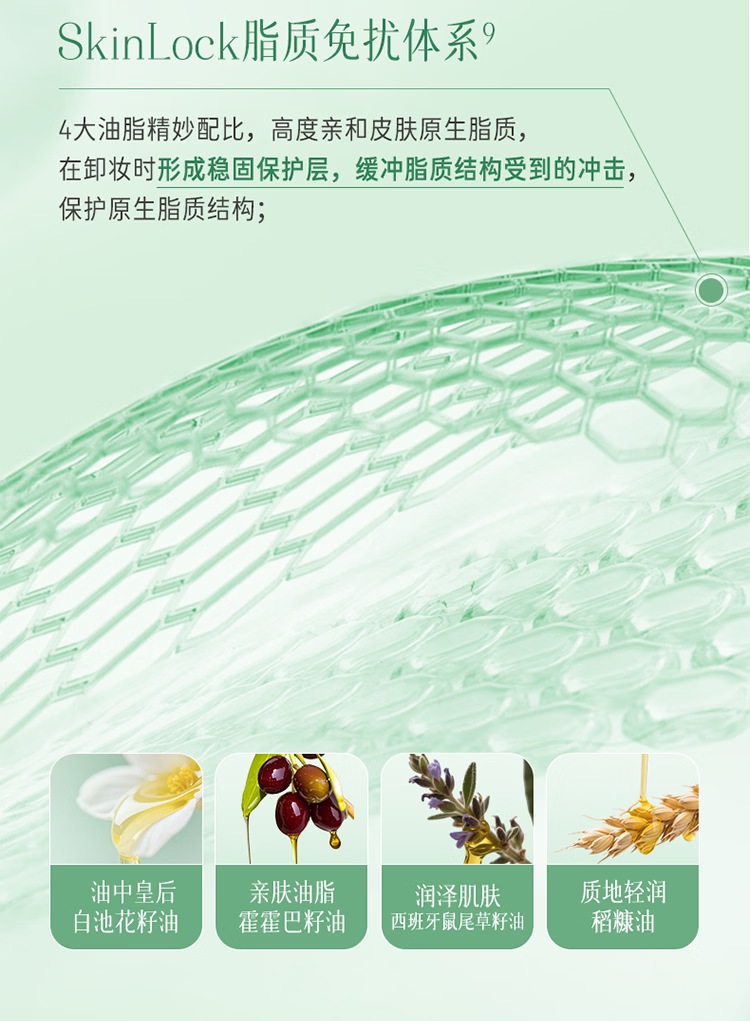 SkinLock脂质免扰体系9
4大油脂精妙配比，高度亲和皮肤原生脂质，
在卸妆时形成稳固保护层，缓冲脂质结构受到的冲击，
保护原生脂质结构；
油中皇后
白池花籽油
亲肤油脂
霍霍巴籽油
润泽肌肤
西班牙鼠尾草籽油
质地轻润
稻糠油